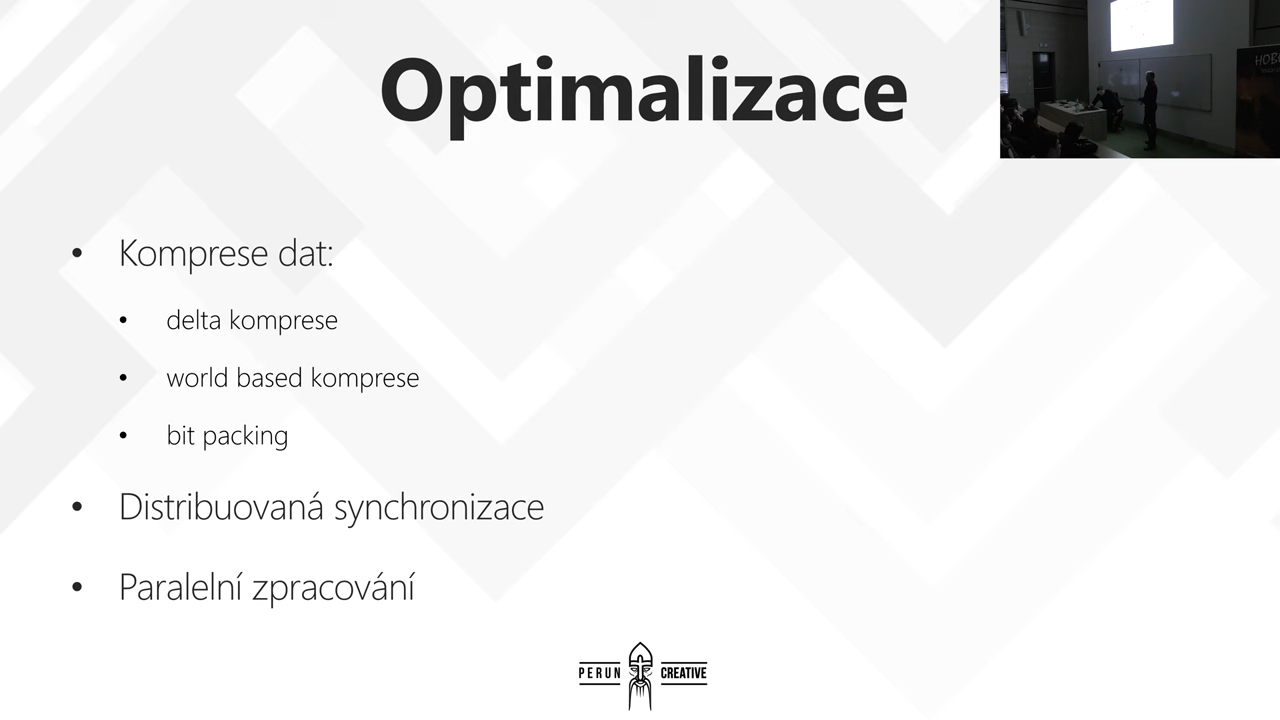 Optimalizace
• Komprese dat:
• delta komprese
• world based komprese
• bit packing
• Distribuovaná synchronizace
• Paralelní zpracování
PERUN CREATIVE